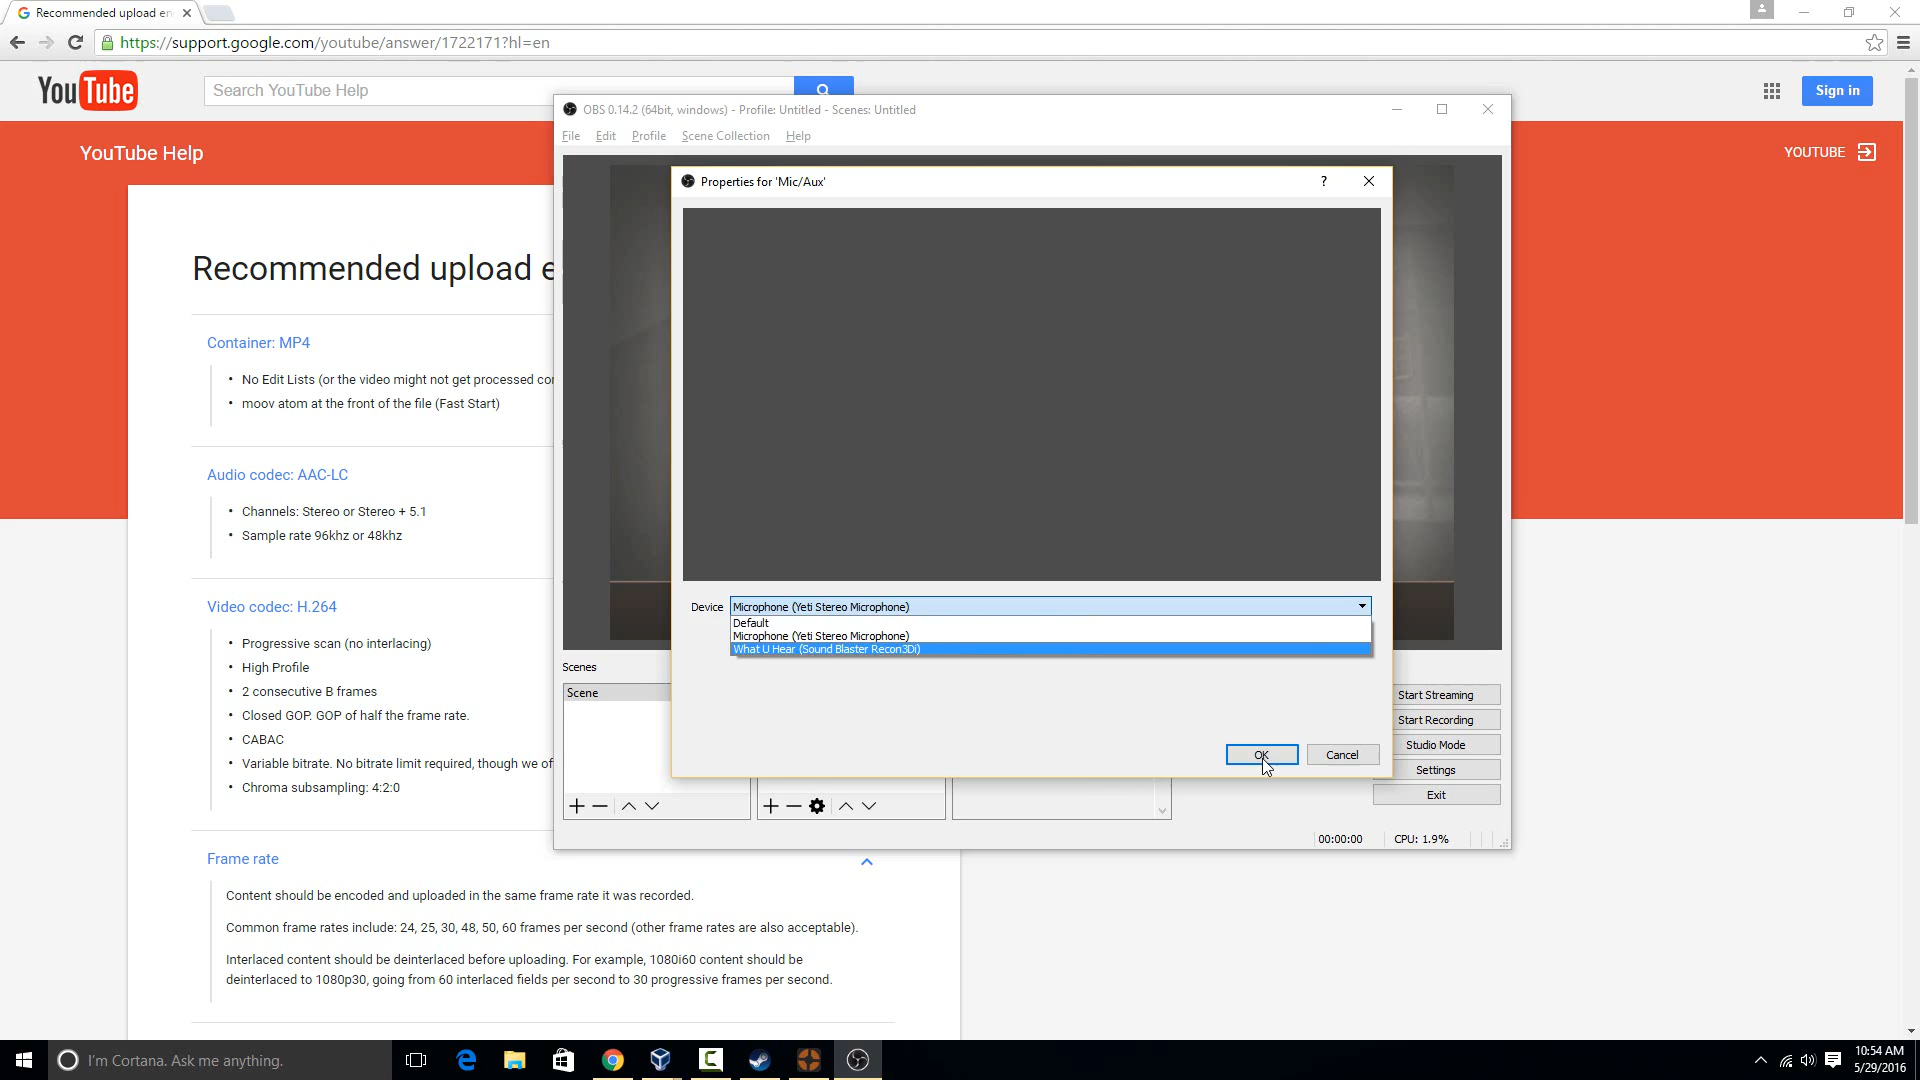 Recommended upload en
https://support.google.com/youtube/answer/1722171?hl=en
YouTube
Search YouTube Help
Sign in
YouTube Help
YOUTUBE
Recommended upload e
Container: MP4
• No Edit Lists (or the video might not get processed cor
• moov atom at the front of the file (Fast Start)
Audio codec: AAC-LC
• Channels: Stereo or Stereo + 5.1
• Sample rate 96khz or 48khz
Video codec: H.264
• Progressive scan (no interlacing)
• High Profile
• 2 consecutive B frames
• Closed GOP. GOP of half the frame rate.
• CABAC
• Variable bitrate. No bitrate limit required, though we of
• Chroma subsampling: 4:2:0
Frame rate
Content should be encoded and uploaded in the same frame rate it was recorded.
Common frame rates include: 24, 25, 30, 48, 50, 60 frames per second (other frame rates are also acceptable).
Interlaced content should be deinterlaced before uploading. For example, 1080i60 content should be
deinterlaced to 1080p30, going from 60 interlaced fields per second to 30 progressive frames per second.
OBS 0.14.2 (64bit, windows) - Profile: Untitled - Scenes: Untitled
File Edit Profile Scene Collection Help
Properties for 'Mic/Aux'
?
Device Microphone (Yeti Stereo Microphone)
Default
Microphone (Yeti Stereo Microphone)
What U Hear (Sound Blaster Recon3Di)
OK Cancel
Scenes
Scene
Start Streaming
Start Recording
Studio Mode
Settings
Exit
00:00:00 CPU: 1.9%
I'm Cortana. Ask me anything.
10:54 AM
5/29/2016